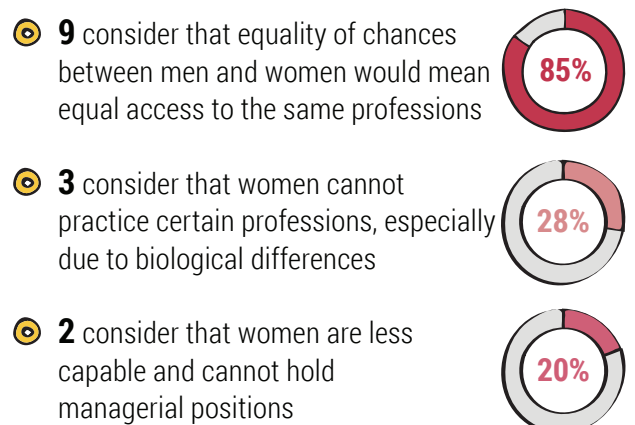 9 consider that equality of chances
between men and women would mean
equal access to the same professions
85%
3 consider that women cannot
practice certain professions, especially
due to biological differences
28%
2 consider that women are less
capable and cannot hold
managerial positions
20%